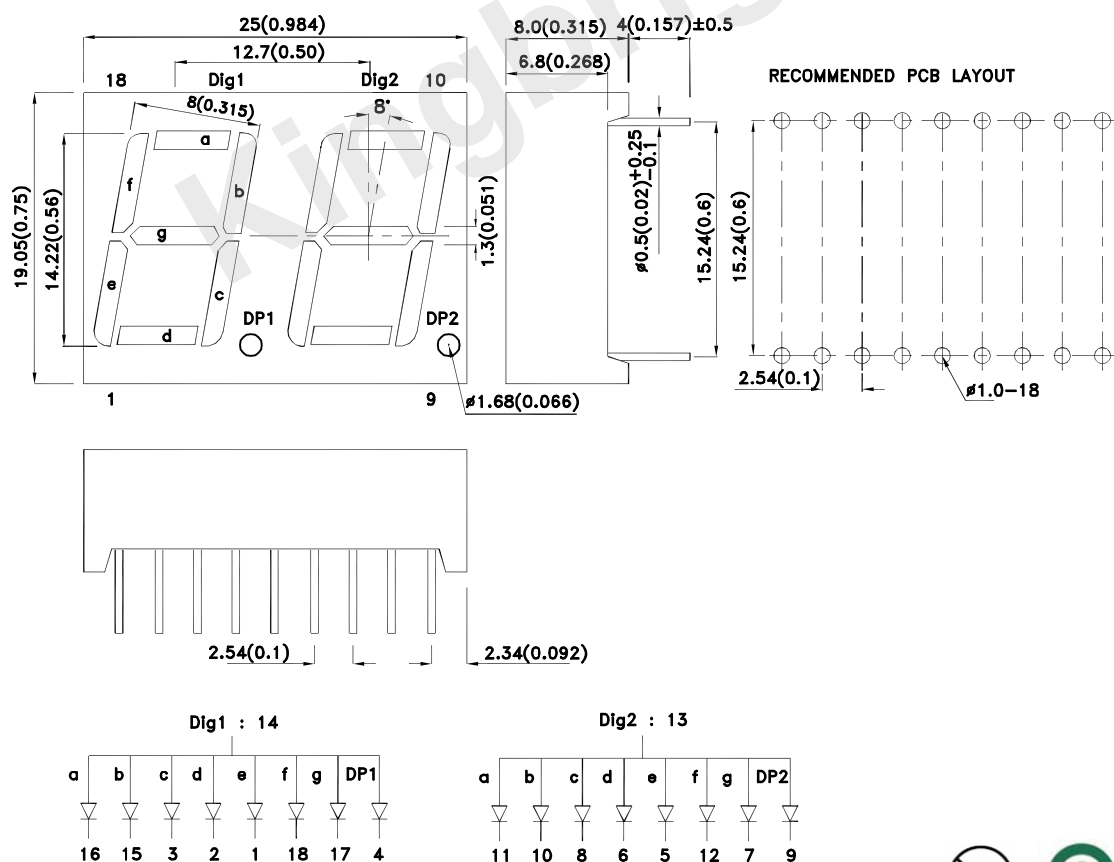 25(0.984)
12.7(0.50)
18 Dig1 Dig2 10
8(0.315)
8°
a
f
b
g
e
c
d
DP1
DP2
19.05(0.75)
14.22(0.56)
1.3(0.051)
1 9
ø1.68(0.066)
8.0(0.315) 4(0.157)±0.5
6.8(0.268)
ø0.5(0.02)+0.25
-0.1
15.24(0.6)
RECOMMENDED PCB LAYOUT
15.24(0.6)
2.54(0.1)
ø1.0-18
2.54(0.1)
2.34(0.092)
Dig1 : 14
a b c d e f g DP1
16 15 3 2 1 18 17 4
Dig2 : 13
a b c d e f g DP2
11 10 8 6 5 12 7 9
Kingbrig